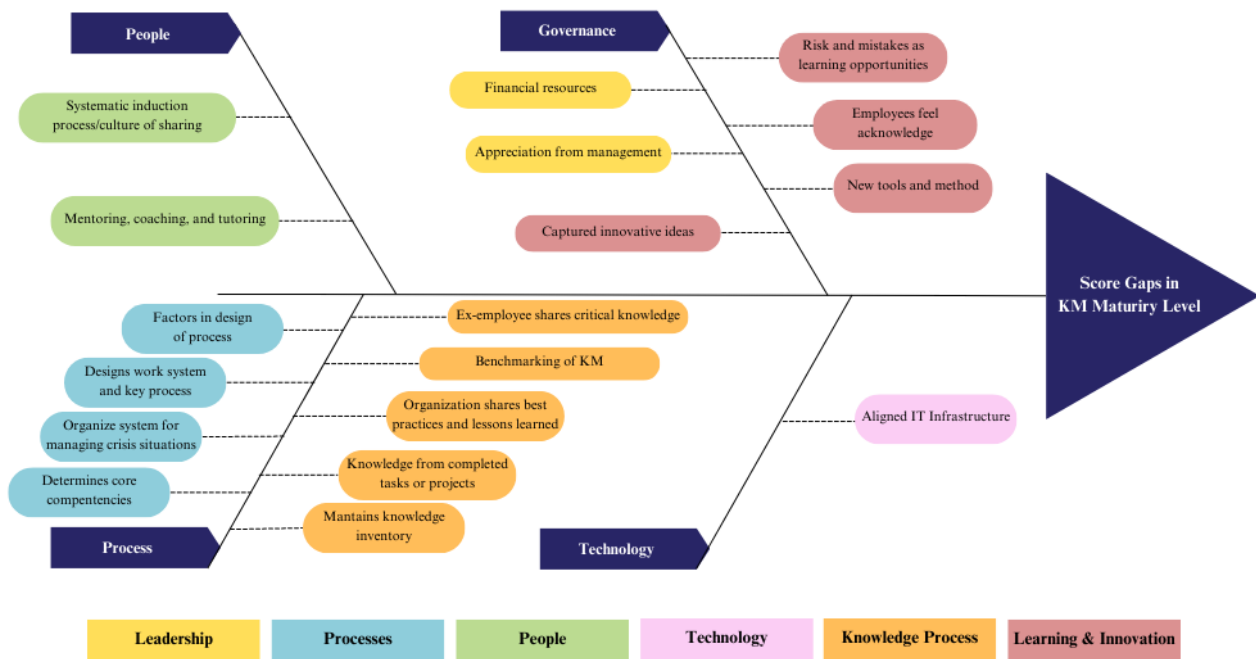 People
Systematic induction
process/culture of sharing
Mentoring, coaching, and tutoring
Governance
Financial resources
Appreciation from management
Captured innovative ideas
Risk and mistakes as
learning opportunities
Employees feel
acknowledge
New tools and method
Score Gaps in
KM Maturiry Level
Factors in design
of process
Designs work system
and key process
Organize system for
managing crisis situations
Determines core
compentencies
Process
Ex-employee shares critical knowledge
Benchmarking of KM
Organization shares best
practices and lessons learned
Knowledge from completed
tasks or projects
Mantains knowledge
inventory
Aligned IT Infrastructure
Technology
Leadership
Processes
People
Technology
Knowledge Process
Learning & Innovation